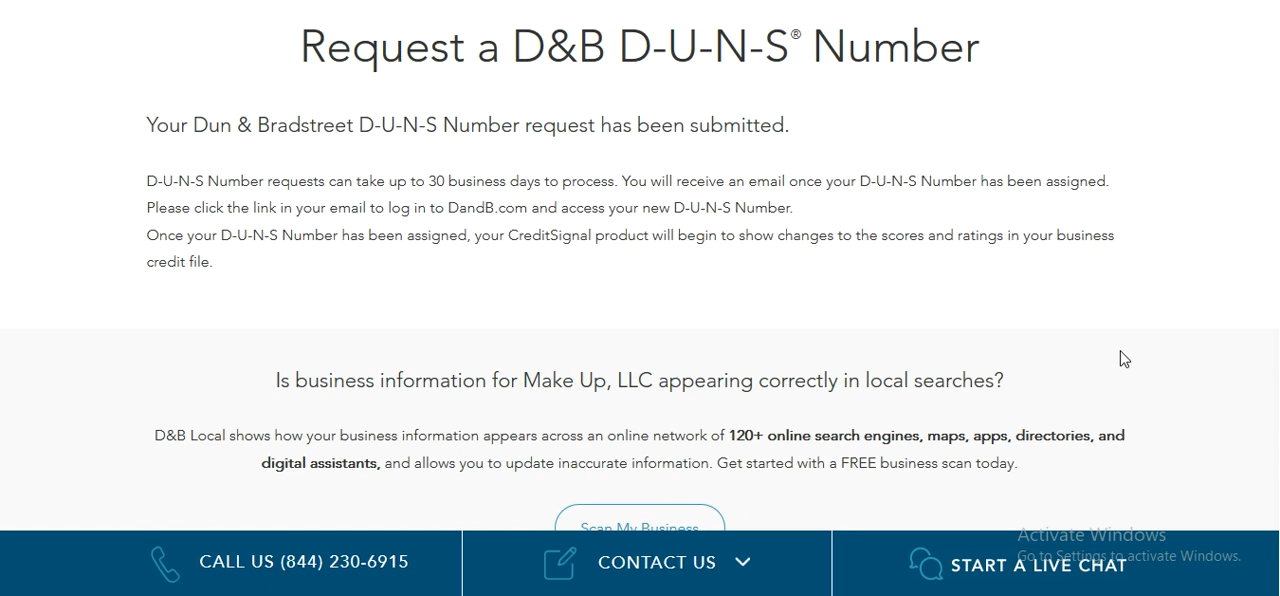 Request a D&B D-U-N-S® Number
Your Dun & Bradstreet D-U-N-S Number request has been submitted.
D-U-N-S Number requests can take up to 30 business days to process. You will receive an email once your D-U-N-S Number has been assigned.
Please click the link in your email to log in to DandB.com and access your new D-U-N-S Number.
Once your D-U-N-S Number has been assigned, your CreditSignal product will begin to show changes to the scores and ratings in your business
credit file.
Is business information for Make Up, LLC appearing correctly in local searches?
D&B Local shows how your business information appears across an online network of 120+ online search engines, maps, apps, directories, and
digital assistants, and allows you to update inaccurate information. Get started with a FREE business scan today.
Scan My Business
Activate Windows
Go to Settings to activate Windows.
CALL US (844) 230-6915
CONTACT US
START A LIVE CHAT